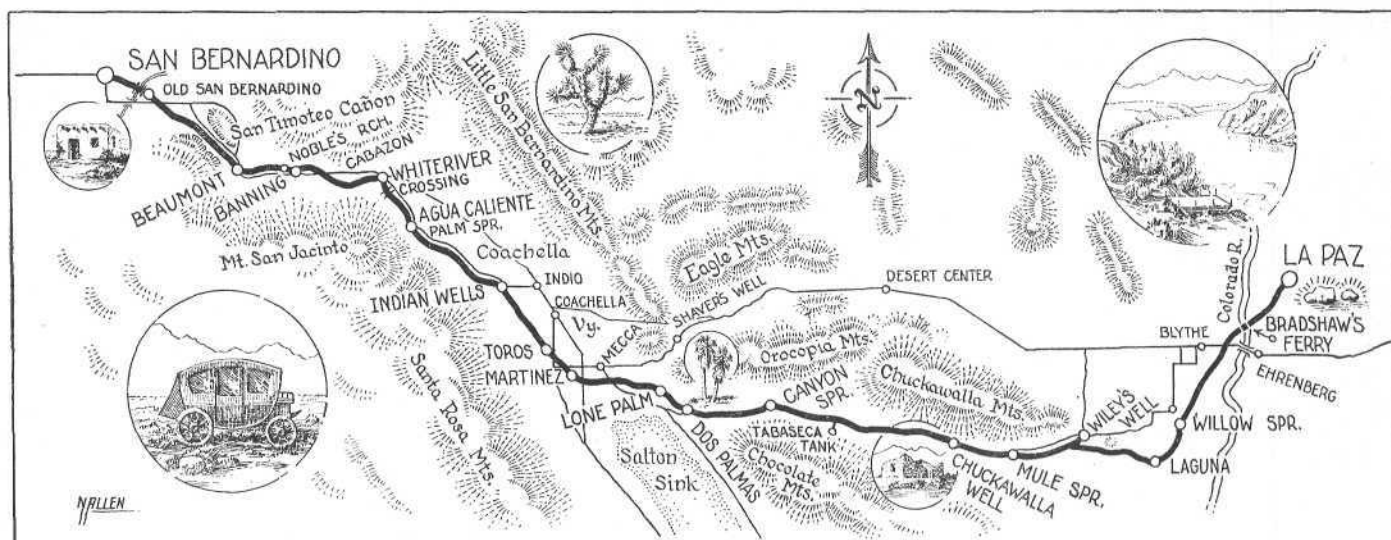 SAN BERNARDINO
OLD SAN BERNARDINO
San Timoteo Cañon
NOBLE'S RCH.
CABAZON
BEAUMONT
BANNING
WHITERIVER
CROSSING
AGUA CALIENTE
PALM SPR.
Mt. San Jacinto
Little San Bernardino Mts.
N
Coachella
Vy.
INDIAN WELLS
INDIO
COACHELLA
Eagle Mts.
SHAVERS WELL
DESERT CENTER
Colorado R.
LA PAZ
BRADSHAW'S
FERRY
BLYTHE
EHRENBERG
TOROS
MARTINEZ
MECCA
Santa Rosa
Mts.
Orocopia Mts.
LONE PALM
DOS PALMAS
CANYON
SPR.
TABASECA
TANK
Chuckawalla Mts.
WILEY'S
WELL
WILLOW SPR.
LAGUNA
MULE SPR.
CHUCKAWALLA
WELL
Chocolate
Mts.
Salton
Sink
NALLEN